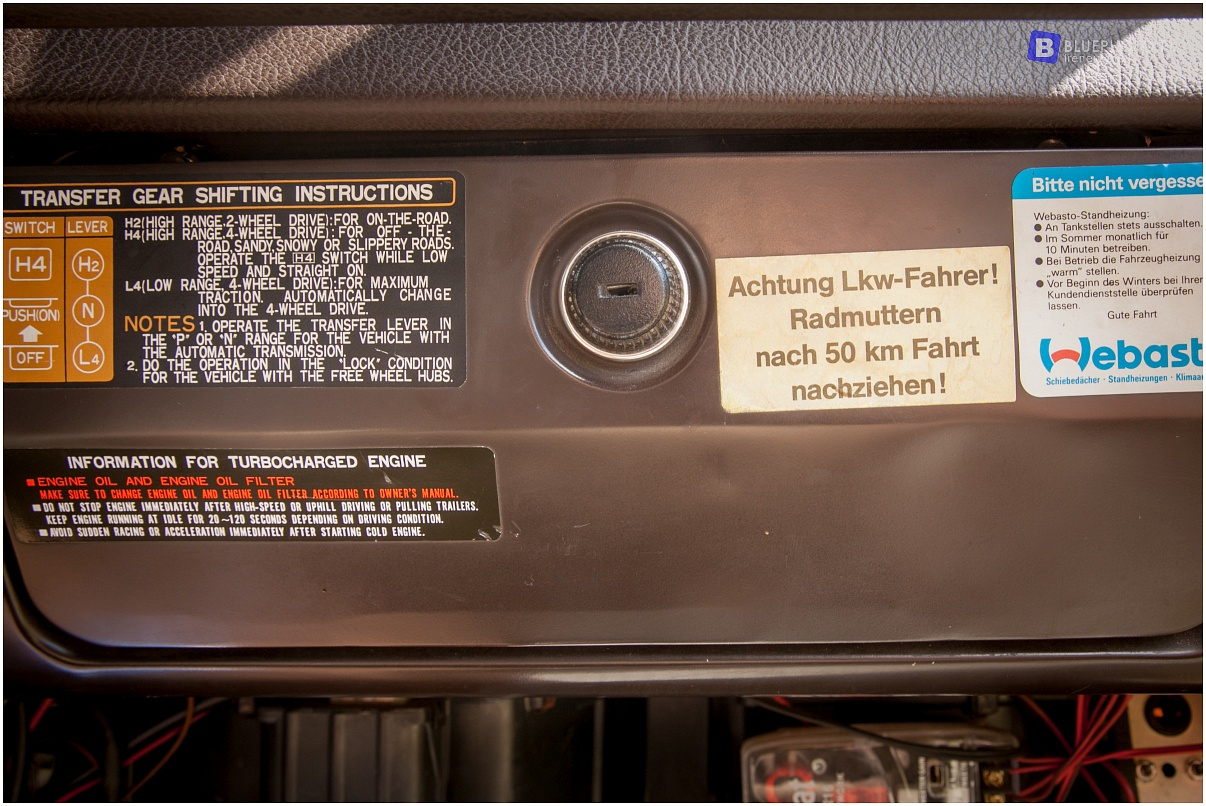 BLUEPH
TRANSFER GEAR SHIFTING INSTRUCTIONS
SWITCH LEVER
H4
H2
PUSH(ON)
N
OFF
L4
H2(HIGH RANGE.2-WHEEL DRIVE):FOR ON-THE-ROAD.
H4(HIGH RANGE.4-WHEEL DRIVE): FOR OFF-THE-
ROAD,SANDY,SNOWY OR SLIPPERY ROADS.
OPERATE THE H4 SWITCH WHILE LOW
SPEED AND STRAIGHT ON.
L4(LOW RANGE, 4-WHEEL DRIVE):FOR MAXIMUM
TRACTION. AUTOMATICALLY CHANGE
INTO THE 4-WHEEL DRIVE.
NOTES 1. OPERATE THE TRANSFER LEVER IN
THE "P" OR "N" RANGE FOR THE VEHICLE WITH
THE AUTOMATIC TRANSMISSION.
2. DO THE OPERATION IN THE "LOCK" CONDITION
FOR THE VEHICLE WITH THE FREE WHEEL HUBS.
Achtung Lkw-Fahrer!
Radmuttern
nach 50 km Fahrt
nachziehen!
Bitte nicht vergesse
Webasto-Standheizung:
● An Tankstellen stets ausschalten.
● Im Sommer monatlich für
10 Minuten betreiben.
● Bei Betrieb die Fahrzeugheizung
„warm" stellen.
● Vor Beginn des Winters bei Ihrer
Kundendienststelle überprüfen
lassen.
Gute Fahrt
Webast
Schiebedächer · Standheizungen · Klimaan
INFORMATION FOR TURBOCHARGED ENGINE
■ ENGINE OIL AND ENGINE OIL FILTER
MAKE SURE TO CHANGE ENGINE OIL AND ENGINE OIL FILTER ACCORDING TO OWNER'S MANUAL.
■ DO NOT STOP ENGINE IMMEDIATELY AFTER HIGH-SPEED OR UPHILL DRIVING OR PULLING TRAILERS.
KEEP ENGINE RUNNING AT IDLE FOR 20~120 SECONDS DEPENDING ON DRIVING CONDITION.
■ AVOID SUDDEN RACING OR ACCELERATION IMMEDIATELY AFTER STARTING COLD ENGINE.